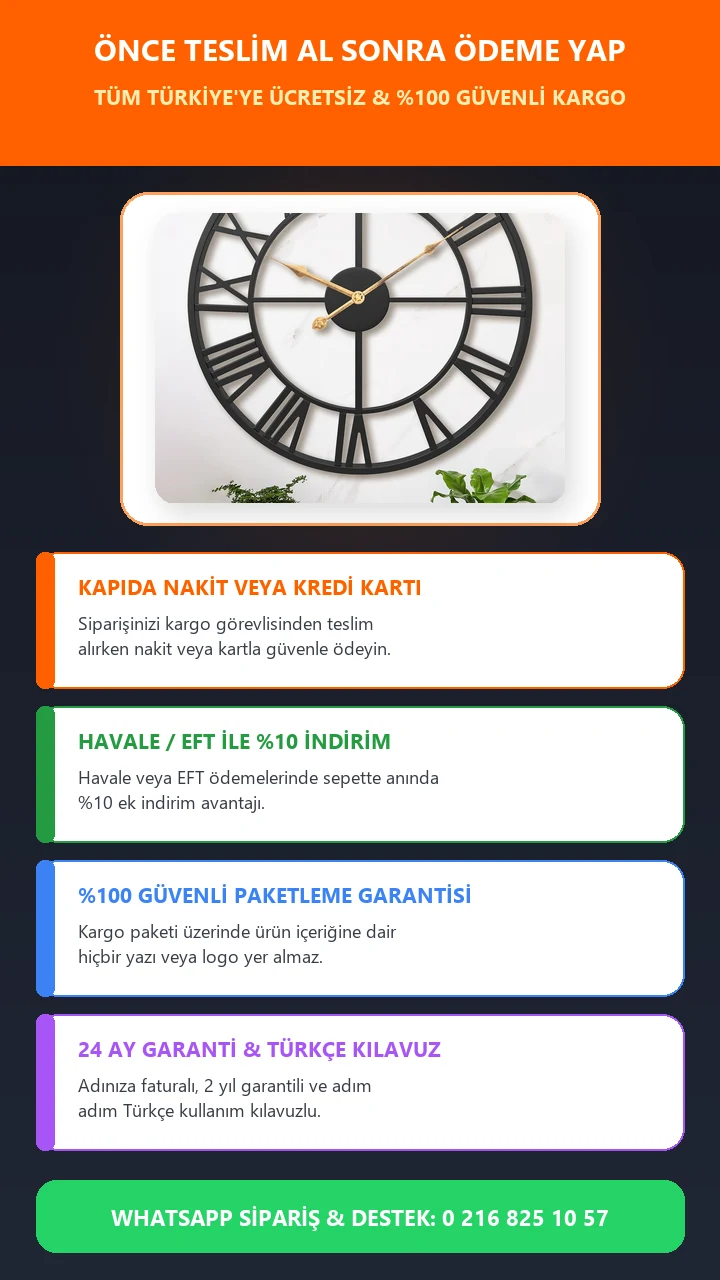 ÖNCE TESLİM AL SONRA ÖDEME YAP
TÜM TÜRKİYE'YE ÜCRETSİZ & %100 GÜVENLİ KARGO
KAPIDA NAKİT VEYA KREDİ KARTI
Siparişinizi kargo görevlisinden teslim
alırken nakit veya kartla güvenle ödeyin.
HAVALE / EFT İLE %10 İNDİRİM
Havale veya EFT ödemelerinde sepette anında
%10 ek indirim avantajı.
%100 GÜVENLİ PAKETLEME GARANTİSİ
Kargo paketi üzerinde ürün içeriğine dair
hiçbir yazı veya logo yer almaz.
24 AY GARANTİ & TÜRKÇE KILAVUZ
Adınıza faturalı, 2 yıl garantili ve adım
adım Türkçe kullanım kılavuzlu.
WHATSAPP SİPARİŞ & DESTEK: 0 216 825 10 57